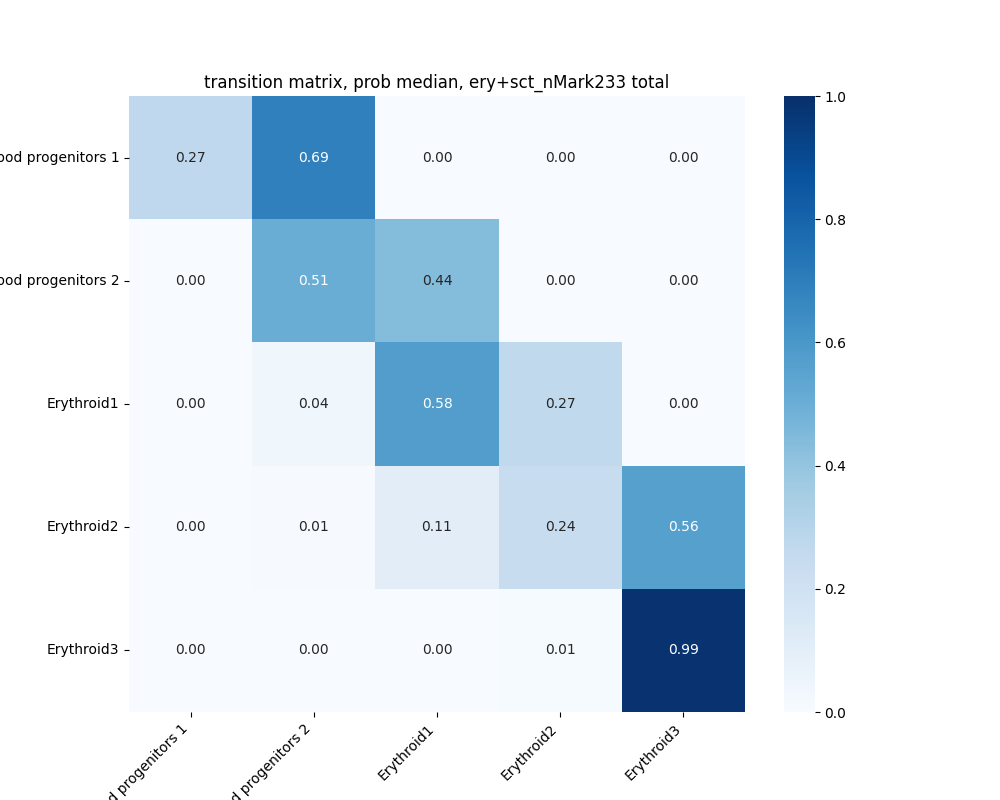 transition matrix, prob median, ery+sct_nMark233 total
ood progenitors 1
0.27 0.69 0.00 0.00 0.00
ood progenitors 2
0.00 0.51 0.44 0.00 0.00
Erythroid1
0.00 0.04 0.58 0.27 0.00
Erythroid2
0.00 0.01 0.11 0.24 0.56
Erythroid3
0.00 0.00 0.00 0.01 0.99
d progenitors 1
d progenitors 2
Erythroid1
Erythroid2
Erythroid3
1.0
0.8
0.6
0.4
0.2
0.0